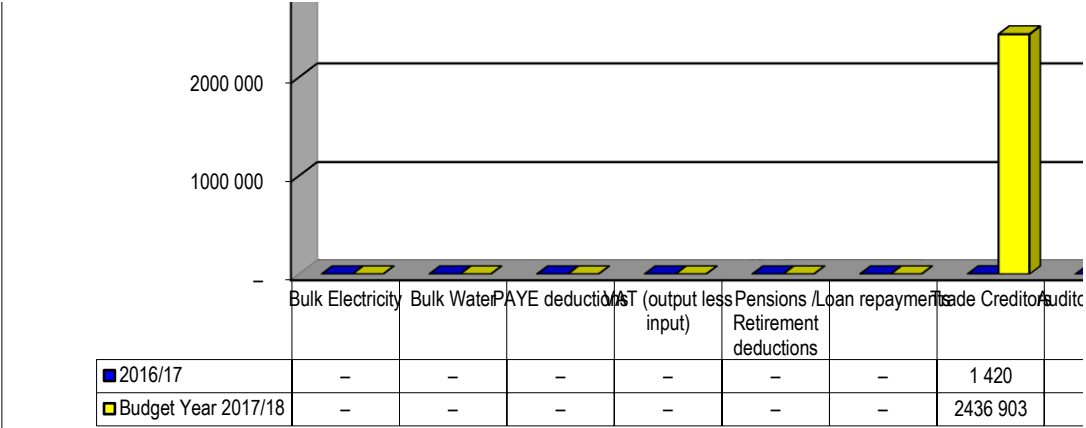 2000 000
1000 000
–
Bulk Electricity Bulk Water PAYE deductions VAT (output less input) Pensions / Retirement deductions Loan repayments Trade Creditors Audito
2016/17 – – – – – – 1 420
Budget Year 2017/18 – – – – – – 2436 903